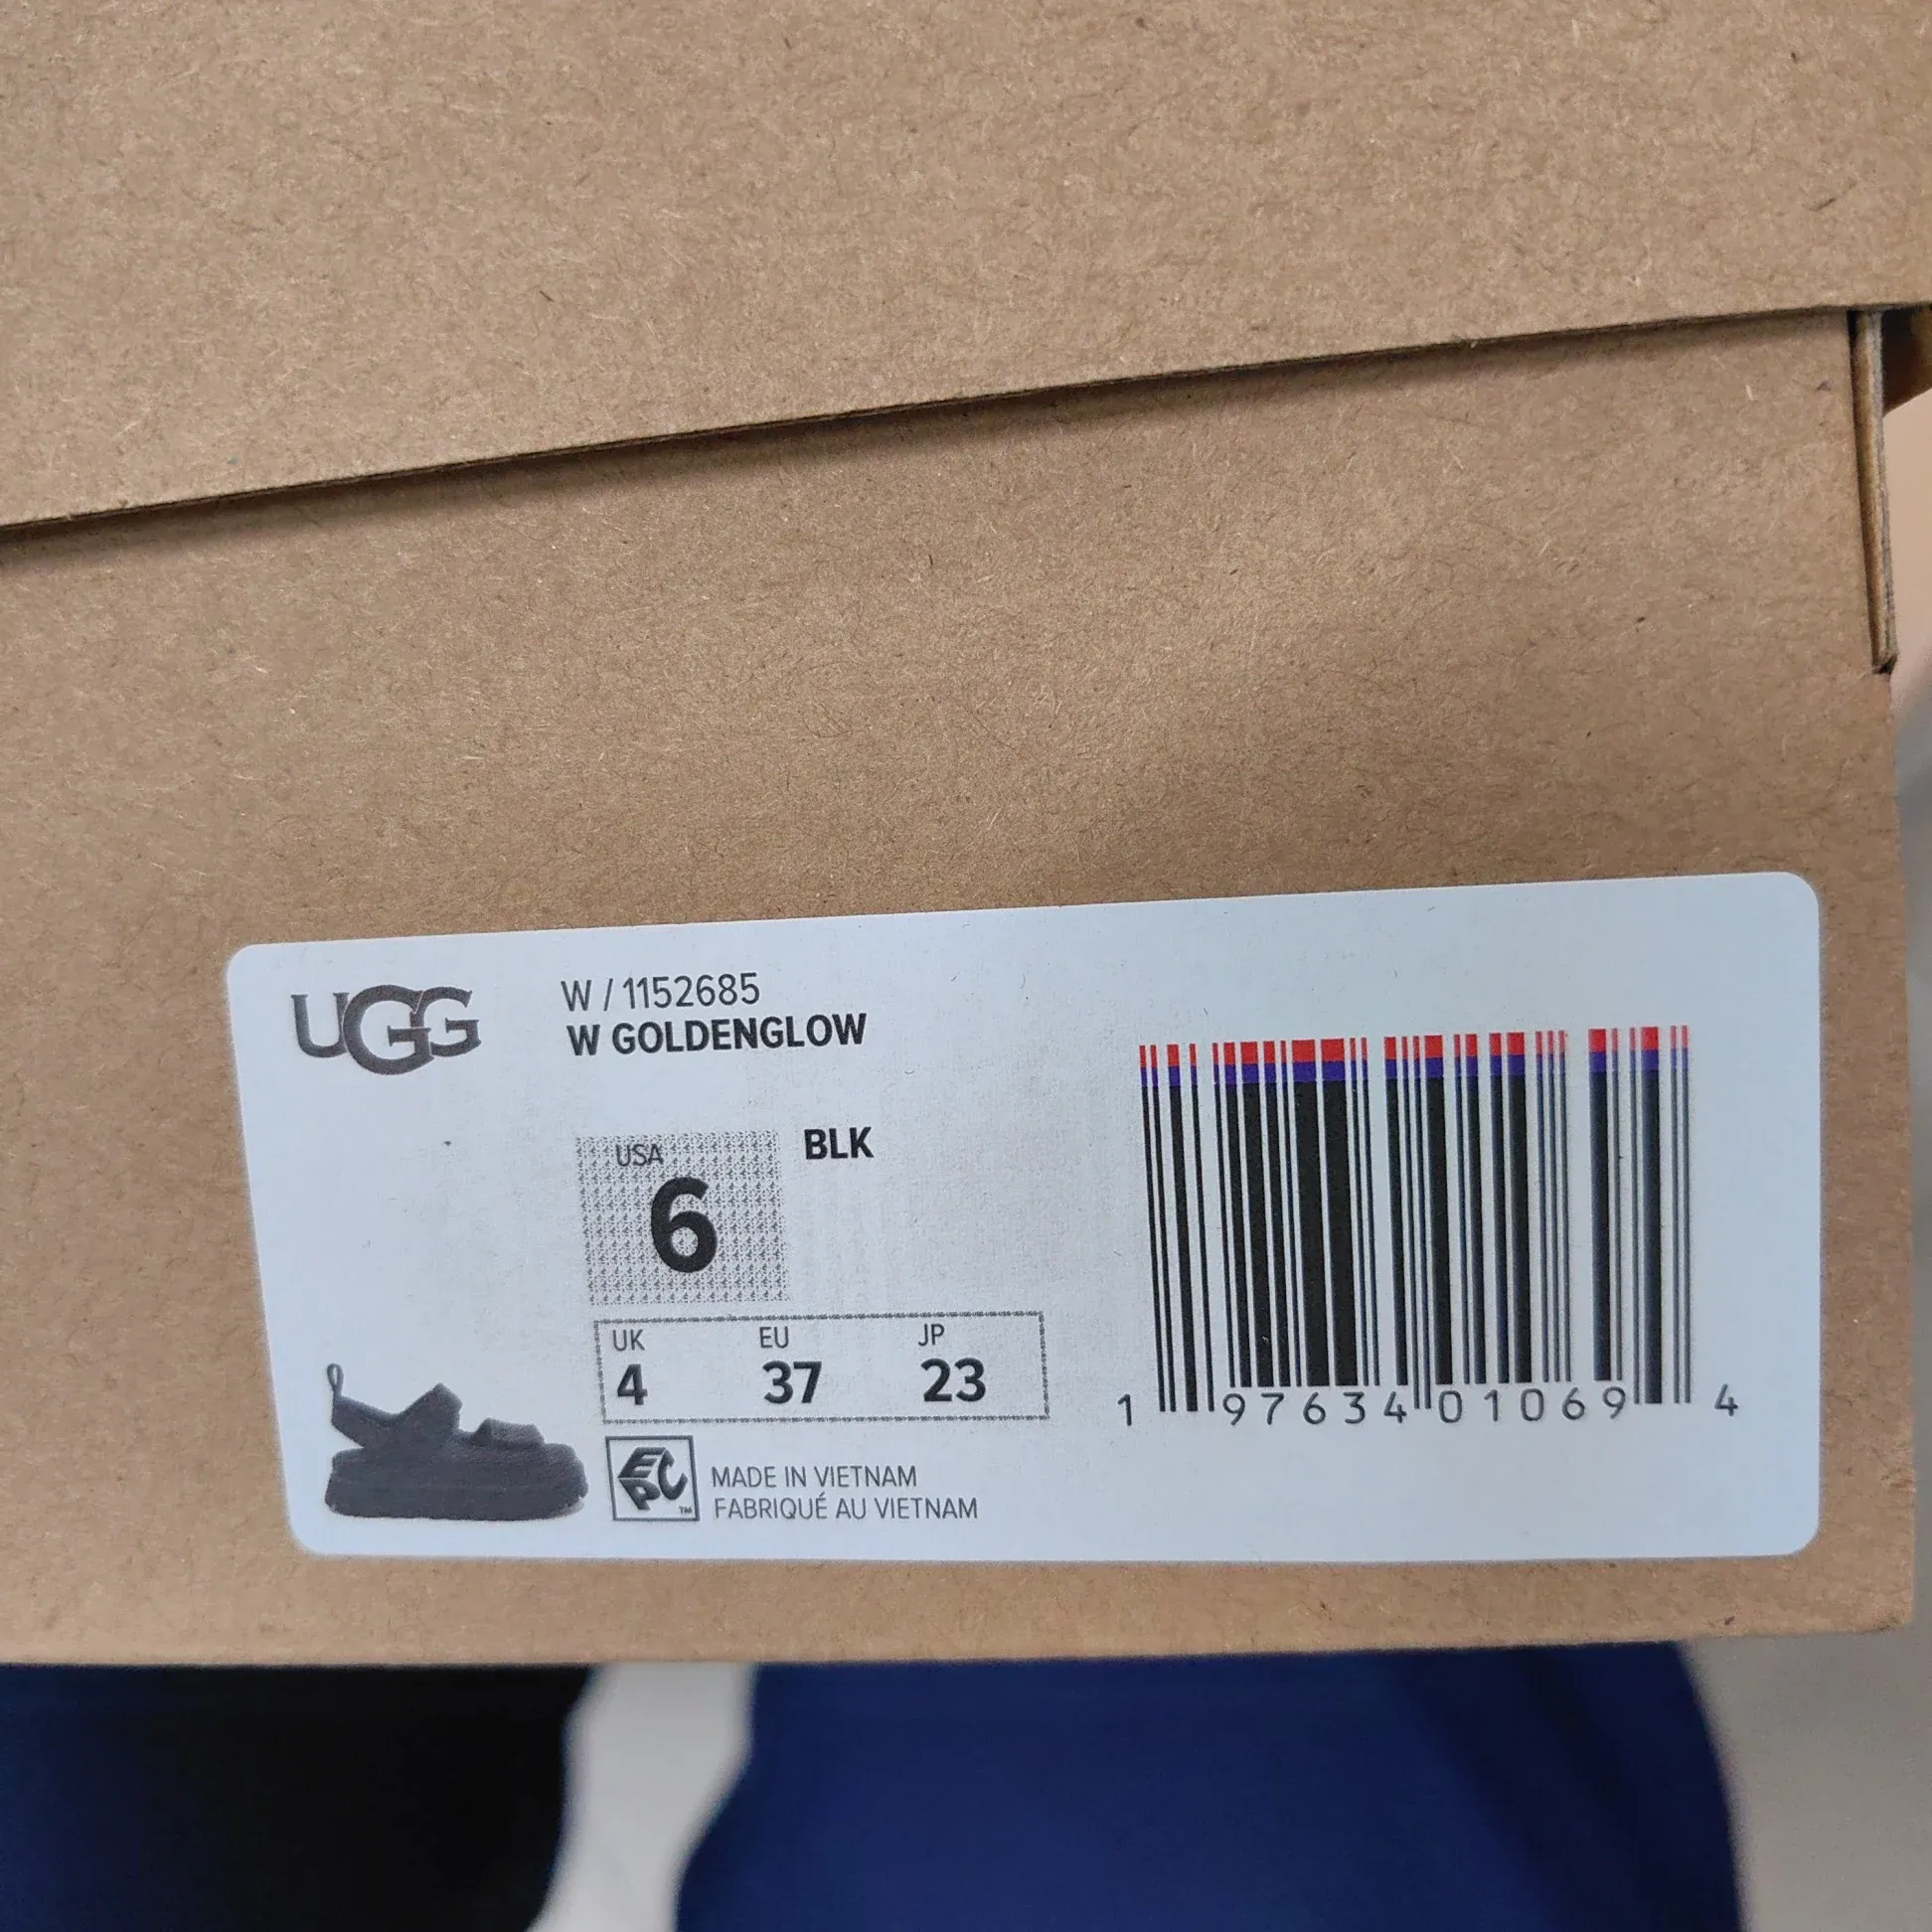 UGG
W / 1152685
W GOLDENGLOW
USA
6
BLK
UK EU JP
4 37 23
EPC™
MADE IN VIETNAM
FABRIQUÉ AU VIETNAM
1 97634 01069 4